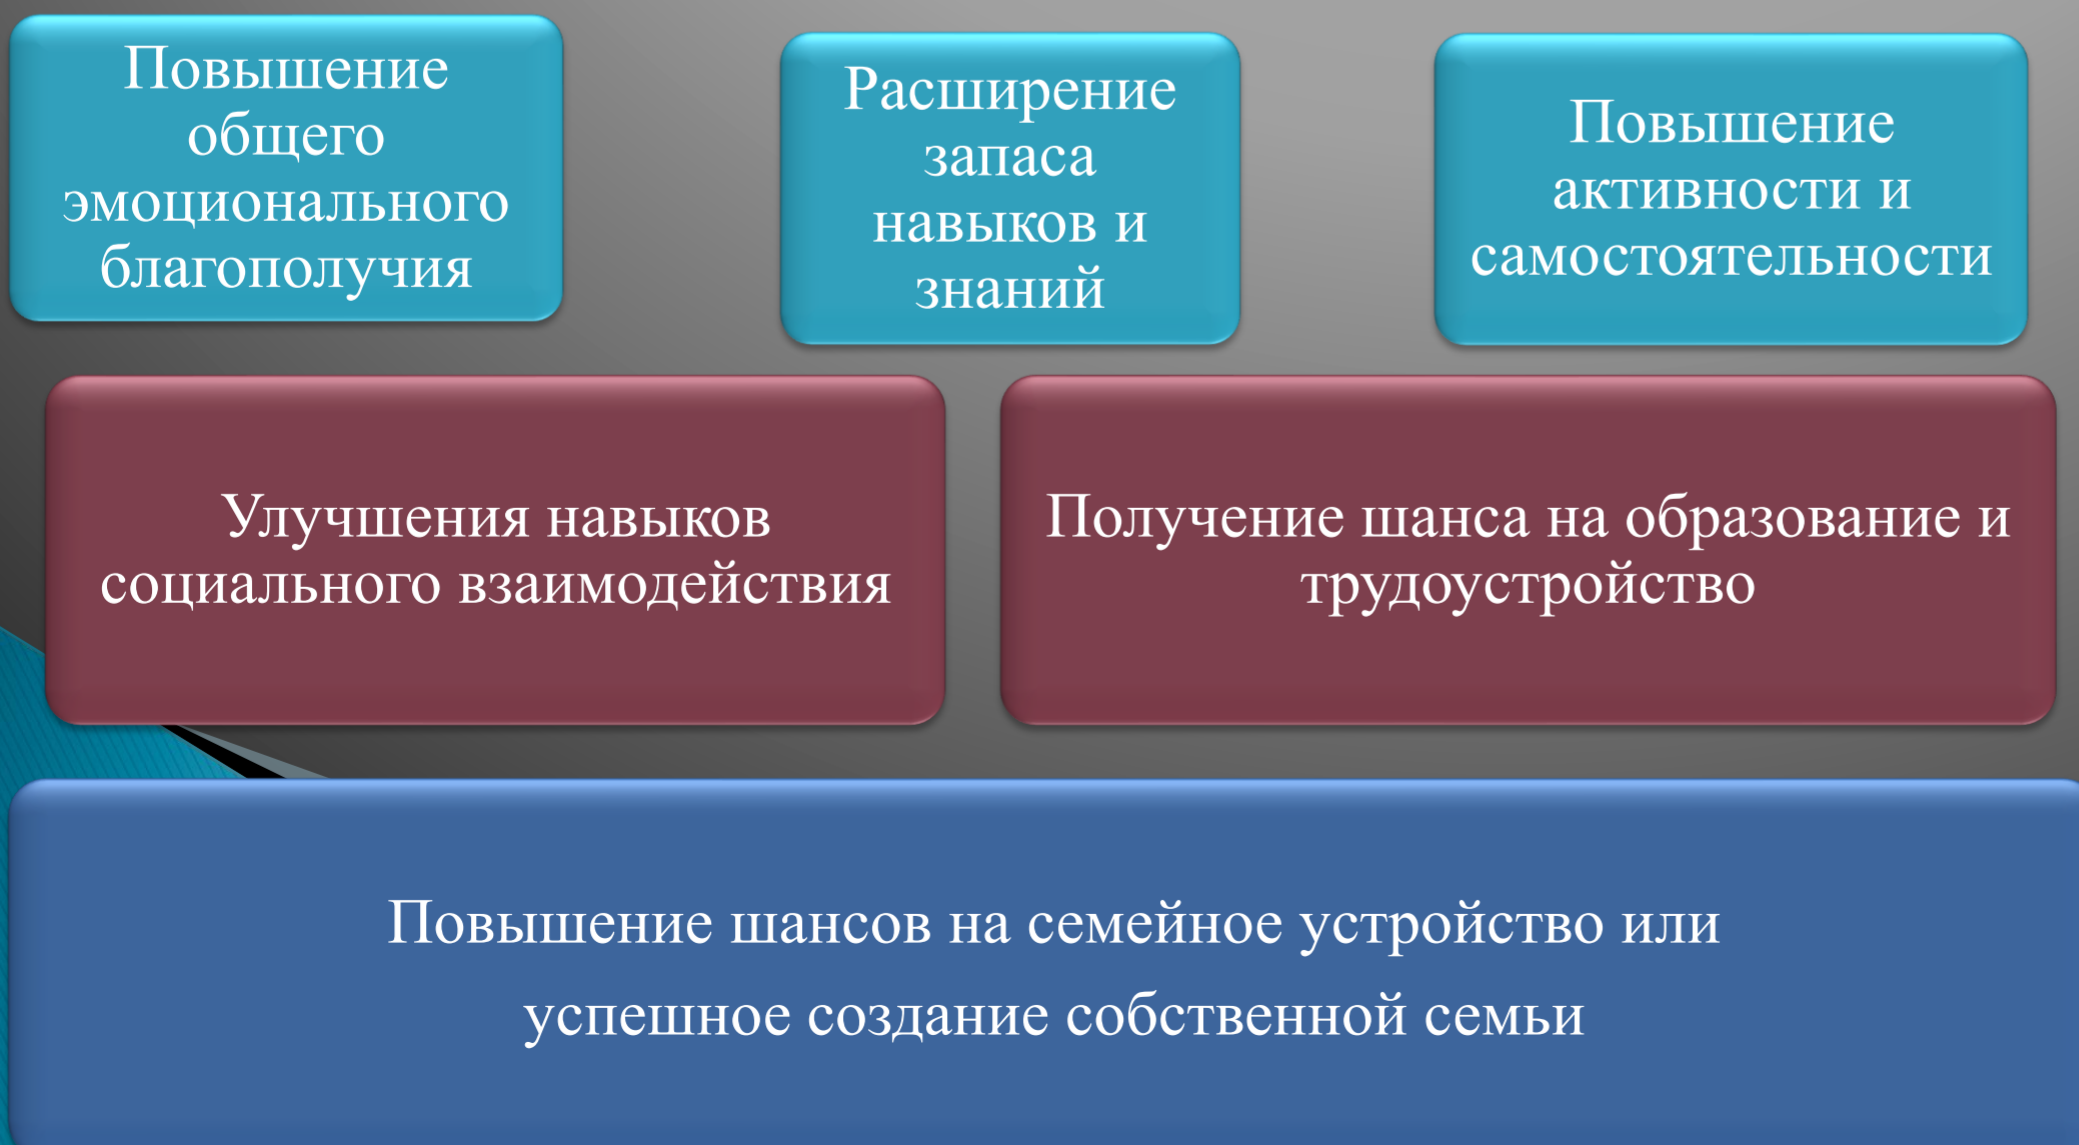 Повышение
общего
эмоционального
благополучия
Расширение
запаса
навыков и
знаний
Повышение
активности и
самостоятельности
Улучшения навыков
социального взаимодействия
Получение шанса на образование и
трудоустройство
Повышение шансов на семейное устройство или
успешное создание собственной семьи